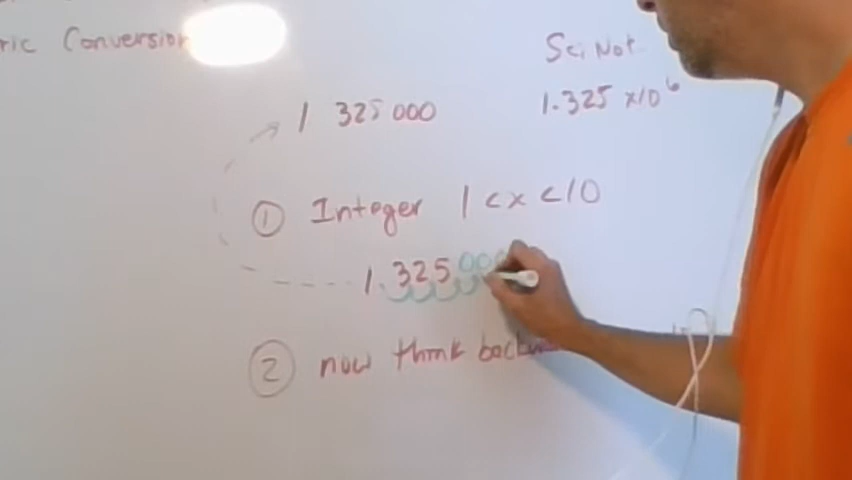 ric Conversion
Sci Not.
1 325 000
1.325 x10⁶
① Integer 1 < x < 10
1.325 000
② now think